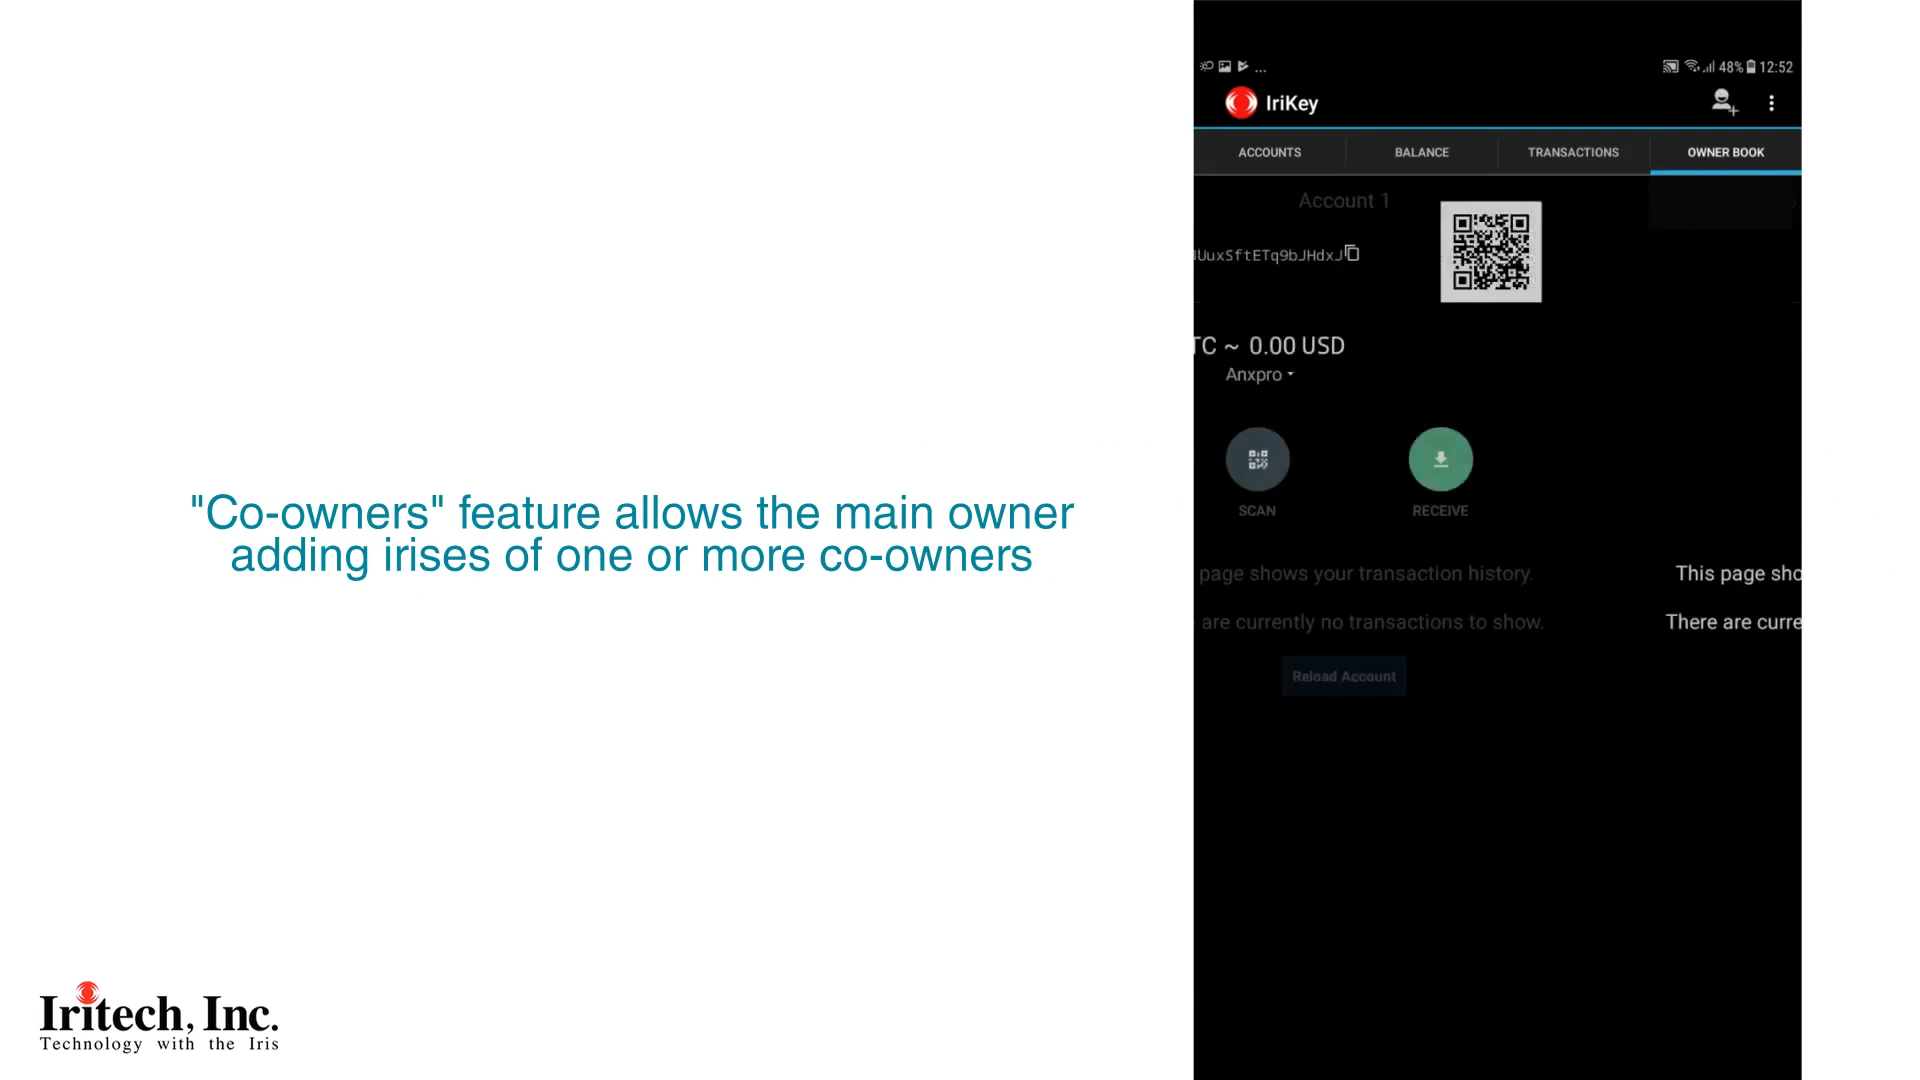 "Co-owners" feature allows the main owner
adding irises of one or more co-owners
Iritech, Inc.
Technology with the Iris
... 48% 12:52
IriKey
ACCOUNTS BALANCE TRANSACTIONS OWNER BOOK
Account 1
UuxSftETq9bJHdxJ
TC ~ 0.00 USD
Anxpro
SCAN RECEIVE
page shows your transaction history. This page sho
are currently no transactions to show. There are curre
Reload Account